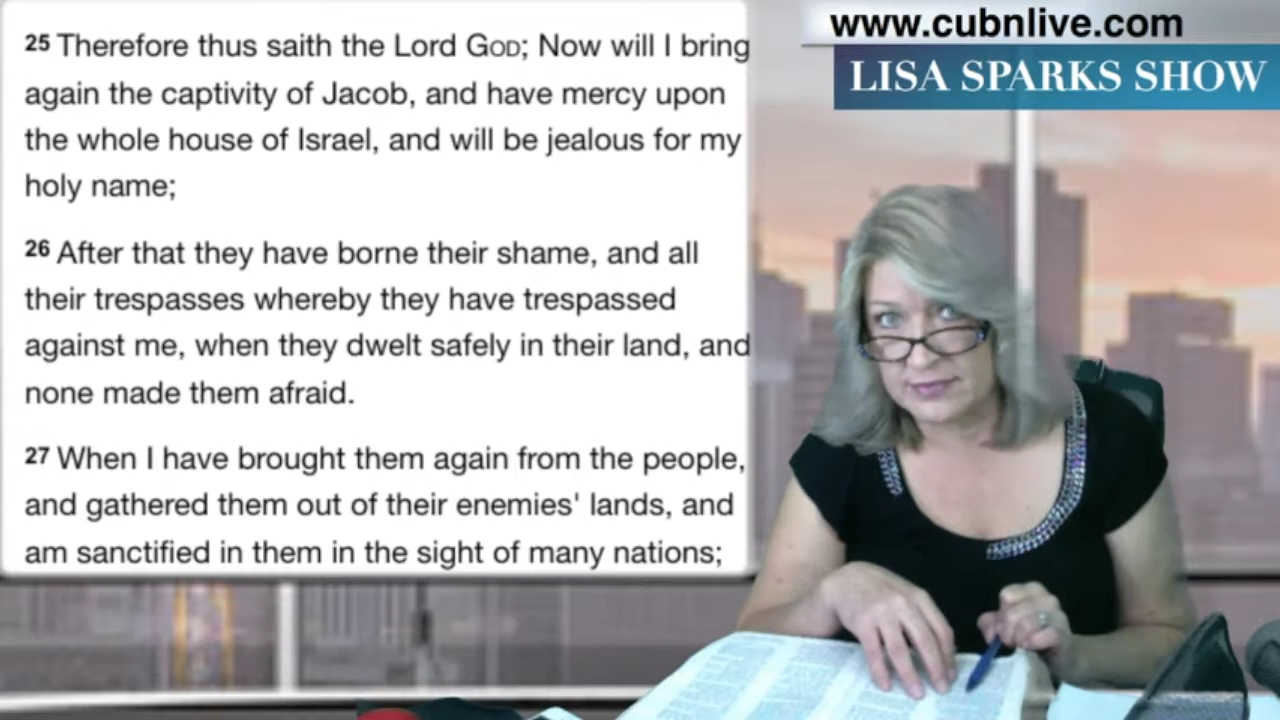 25 Therefore thus saith the Lord GOD; Now will I bring
again the captivity of Jacob, and have mercy upon
the whole house of Israel, and will be jealous for my
holy name;
26 After that they have borne their shame, and all
their trespasses whereby they have trespassed
against me, when they dwelt safely in their land, and
none made them afraid.
27 When I have brought them again from the people,
and gathered them out of their enemies' lands, and
am sanctified in them in the sight of many nations;
www.cubnlive.com
LISA SPARKS SHOW